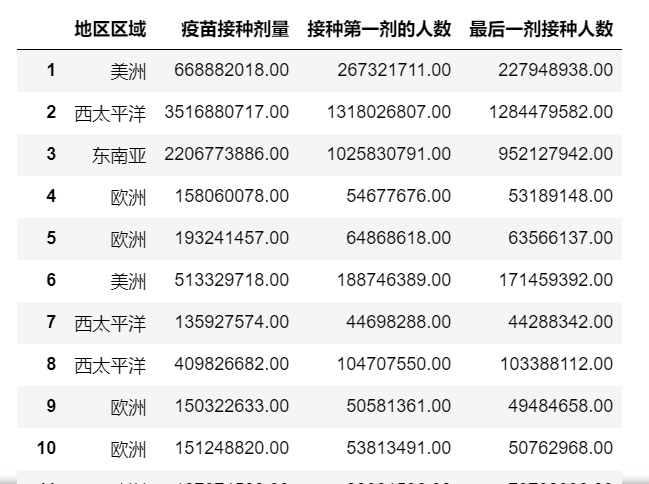 地区区域 疫苗接种剂量 接种第一剂的人数 最后一剂接种人数
1 美洲 668882018.00 267321711.00 227948938.00
2 西太平洋 3516880717.00 1318026807.00 1284479582.00
3 东南亚 2206773886.00 1025830791.00 952127942.00
4 欧洲 158060078.00 54677676.00 53189148.00
5 欧洲 193241457.00 64868618.00 63566137.00
6 美洲 513329718.00 188746389.00 171459392.00
7 西太平洋 135927574.00 44698288.00 44288342.00
8 西太平洋 409826682.00 104707550.00 103388112.00
9 欧洲 150322633.00 50581361.00 49484658.00
10 欧洲 151248820.00 53813491.00 50762968.00